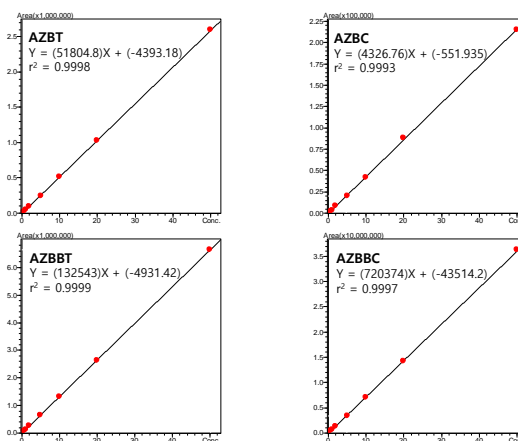 Area(x1,000,000)
AZBT
Y = (51804.8)X + (-4393.18)
r² = 0.9998
2.5
2.0
1.5
1.0
0.5
0.0
0 10 20 30 40 Conc.
Area(x100,000)
AZBC
Y = (4326.76)X + (-551.935)
r² = 0.9993
2.25
2.00
1.75
1.50
1.25
1.00
0.75
0.50
0.25
0.00
0 10 20 30 40 Conc.
Area(x1,000,000)
AZBBT
Y = (132543)X + (-4931.42)
r² = 0.9999
6.0
5.0
4.0
3.0
2.0
1.0
0.0
0 10 20 30 40 Conc.
Area(x10,000,000)
AZBBC
Y = (720374)X + (-43514.2)
r² = 0.9997
3.5
3.0
2.5
2.0
1.5
1.0
0.5
0.0
0 10 20 30 40 Conc.